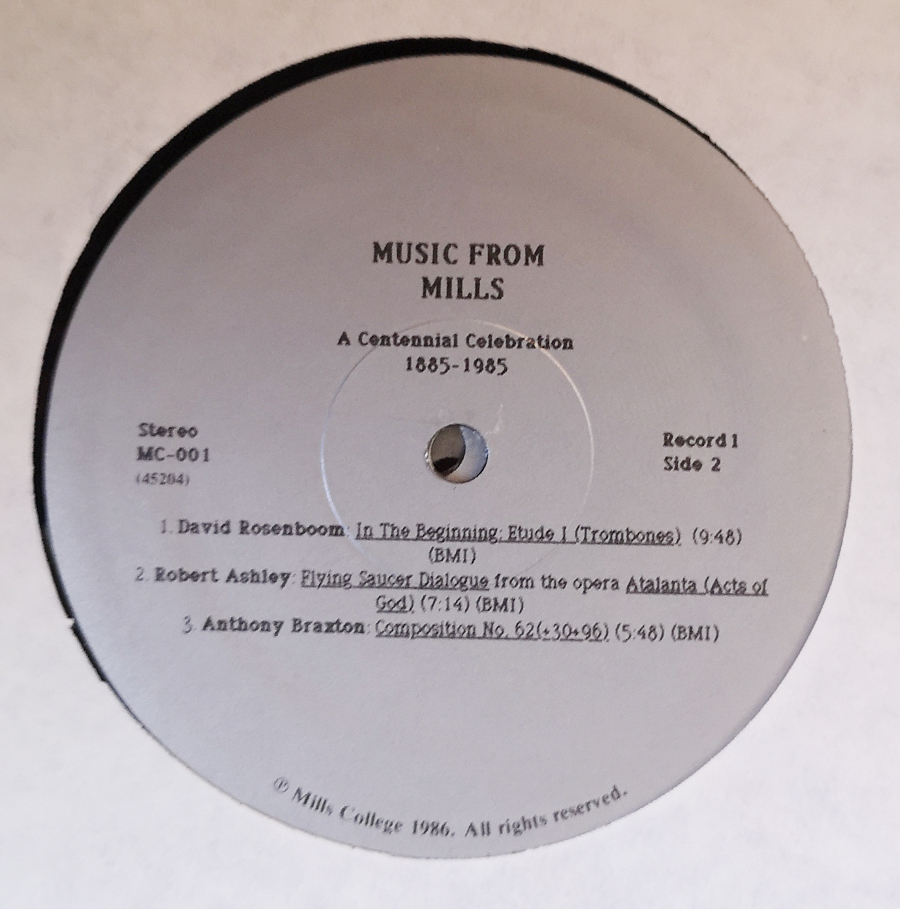 MUSIC FROM
MILLS
A Centennial Celebration
1885-1985
Stereo
MC-001
(45204)
Record 1
Side 2
1. David Rosenboom: In The Beginning: Etude I (Trombones) (9:48)
(BMI)
2. Robert Ashley: Flying Saucer Dialogue from the opera Atalanta (Acts of
God) (7:14) (BMI)
3. Anthony Braxton: Composition No. 62(+30+96) (5:48) (BMI)
℗ Mills College 1986. All rights reserved.